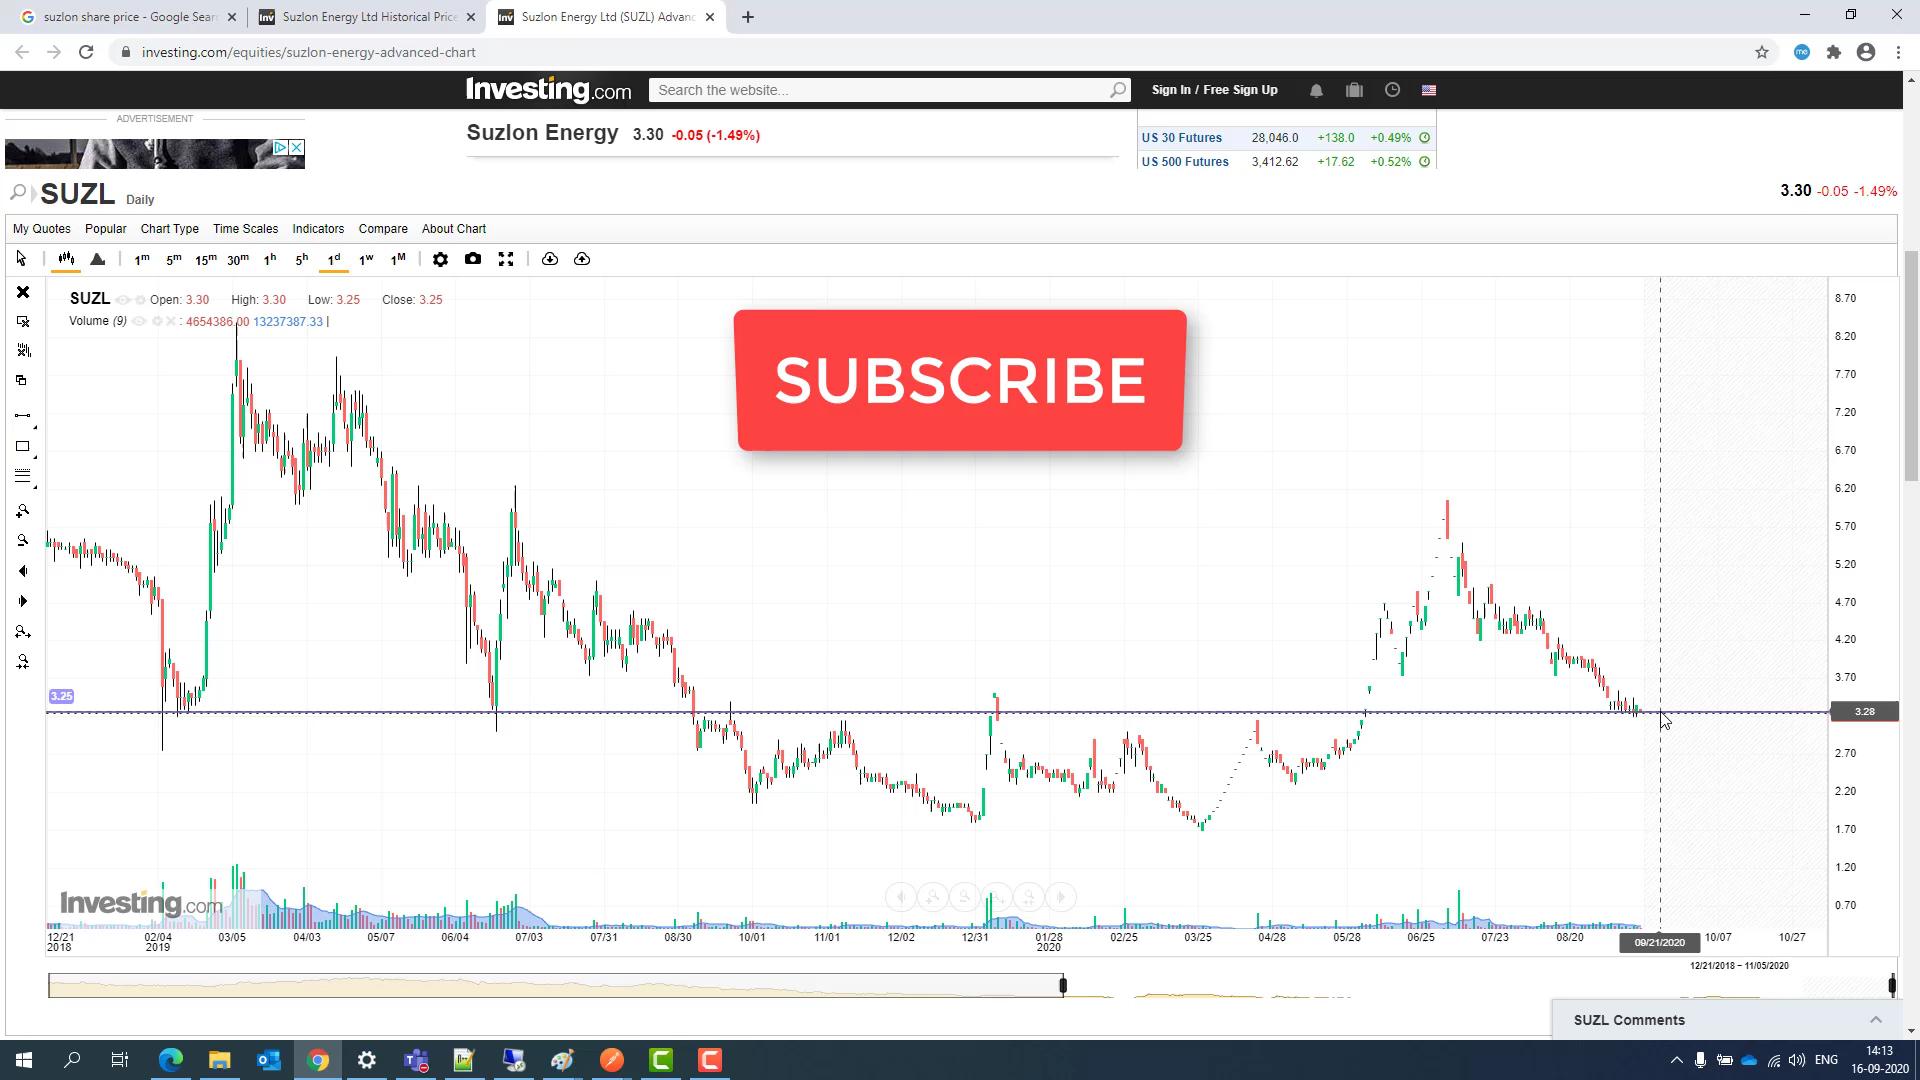 suzlon share price - Google Sear
Suzlon Energy Ltd Historical Price
Suzlon Energy Ltd (SUZL) Advanc
investing.com/equities/suzlon-energy-advanced-chart
Investing.com
Search the website...
Sign In / Free Sign Up
ADVERTISEMENT
Suzlon Energy 3.30 -0.05 (-1.49%)
US 30 Futures 28,046.0 +138.0 +0.49%
US 500 Futures 3,412.62 +17.62 +0.52%
SUZL Daily
3.30 -0.05 -1.49%
My Quotes Popular Chart Type Time Scales Indicators Compare About Chart
1m 5m 15m 30m 1h 5h 1d 1w 1M
SUZL Open: 3.30 High: 3.30 Low: 3.25 Close: 3.25
Volume (9) : 4654386.00 13237387.33
SUBSCRIBE
8.70
8.20
7.70
7.20
6.70
6.20
5.70
5.20
4.70
4.20
3.70
3.25
3.28
2.70
2.20
1.70
1.20
0.70
Investing.com
12/21 02/04 03/05 04/03 05/07 06/04 07/03 07/31 08/30 10/01 11/01 12/02 12/31 01/28 02/25 03/25 04/28 05/28 06/25 07/23 08/20 09/21/2020 10/07 10/27
2018 2019 2020
12/21/2018 - 11/05/2020
SUZL Comments
ENG
14:13
16-09-2020